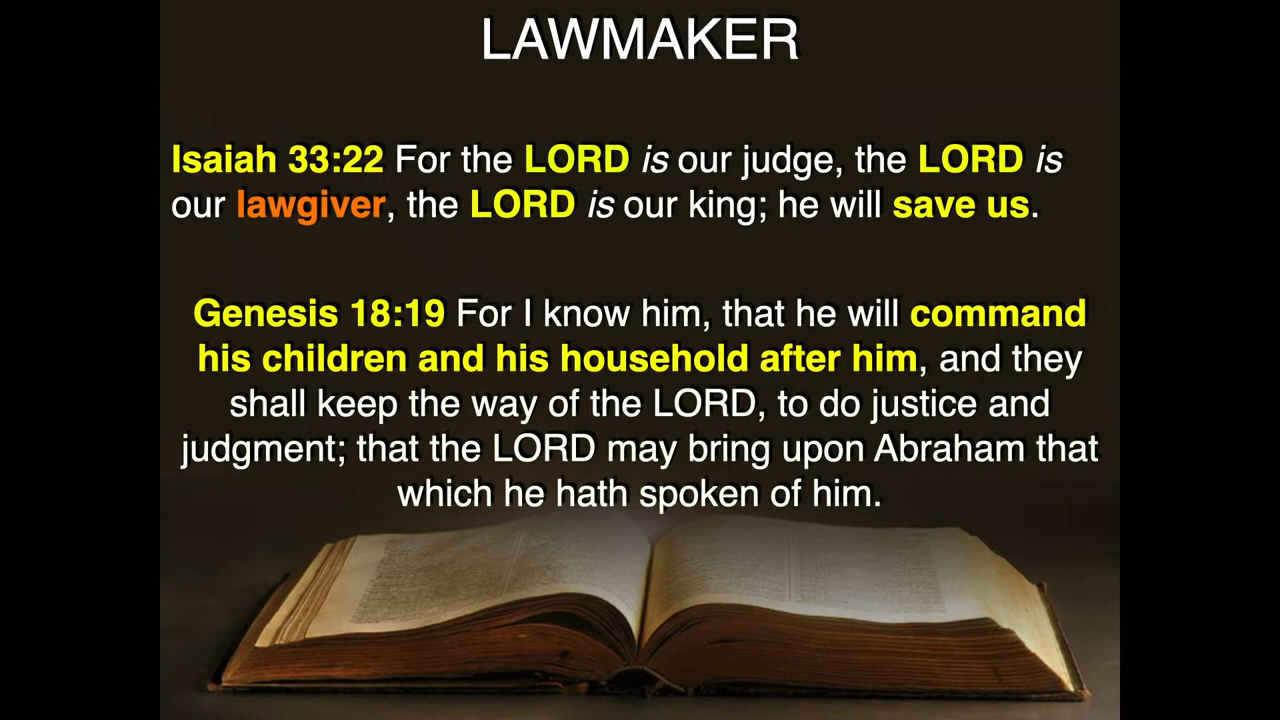 LAWMAKER
Isaiah 33:22 For the LORD is our judge, the LORD is
our lawgiver, the LORD is our king; he will save us.
Genesis 18:19 For I know him, that he will command
his children and his household after him, and they
shall keep the way of the LORD, to do justice and
judgment; that the LORD may bring upon Abraham that
which he hath spoken of him.